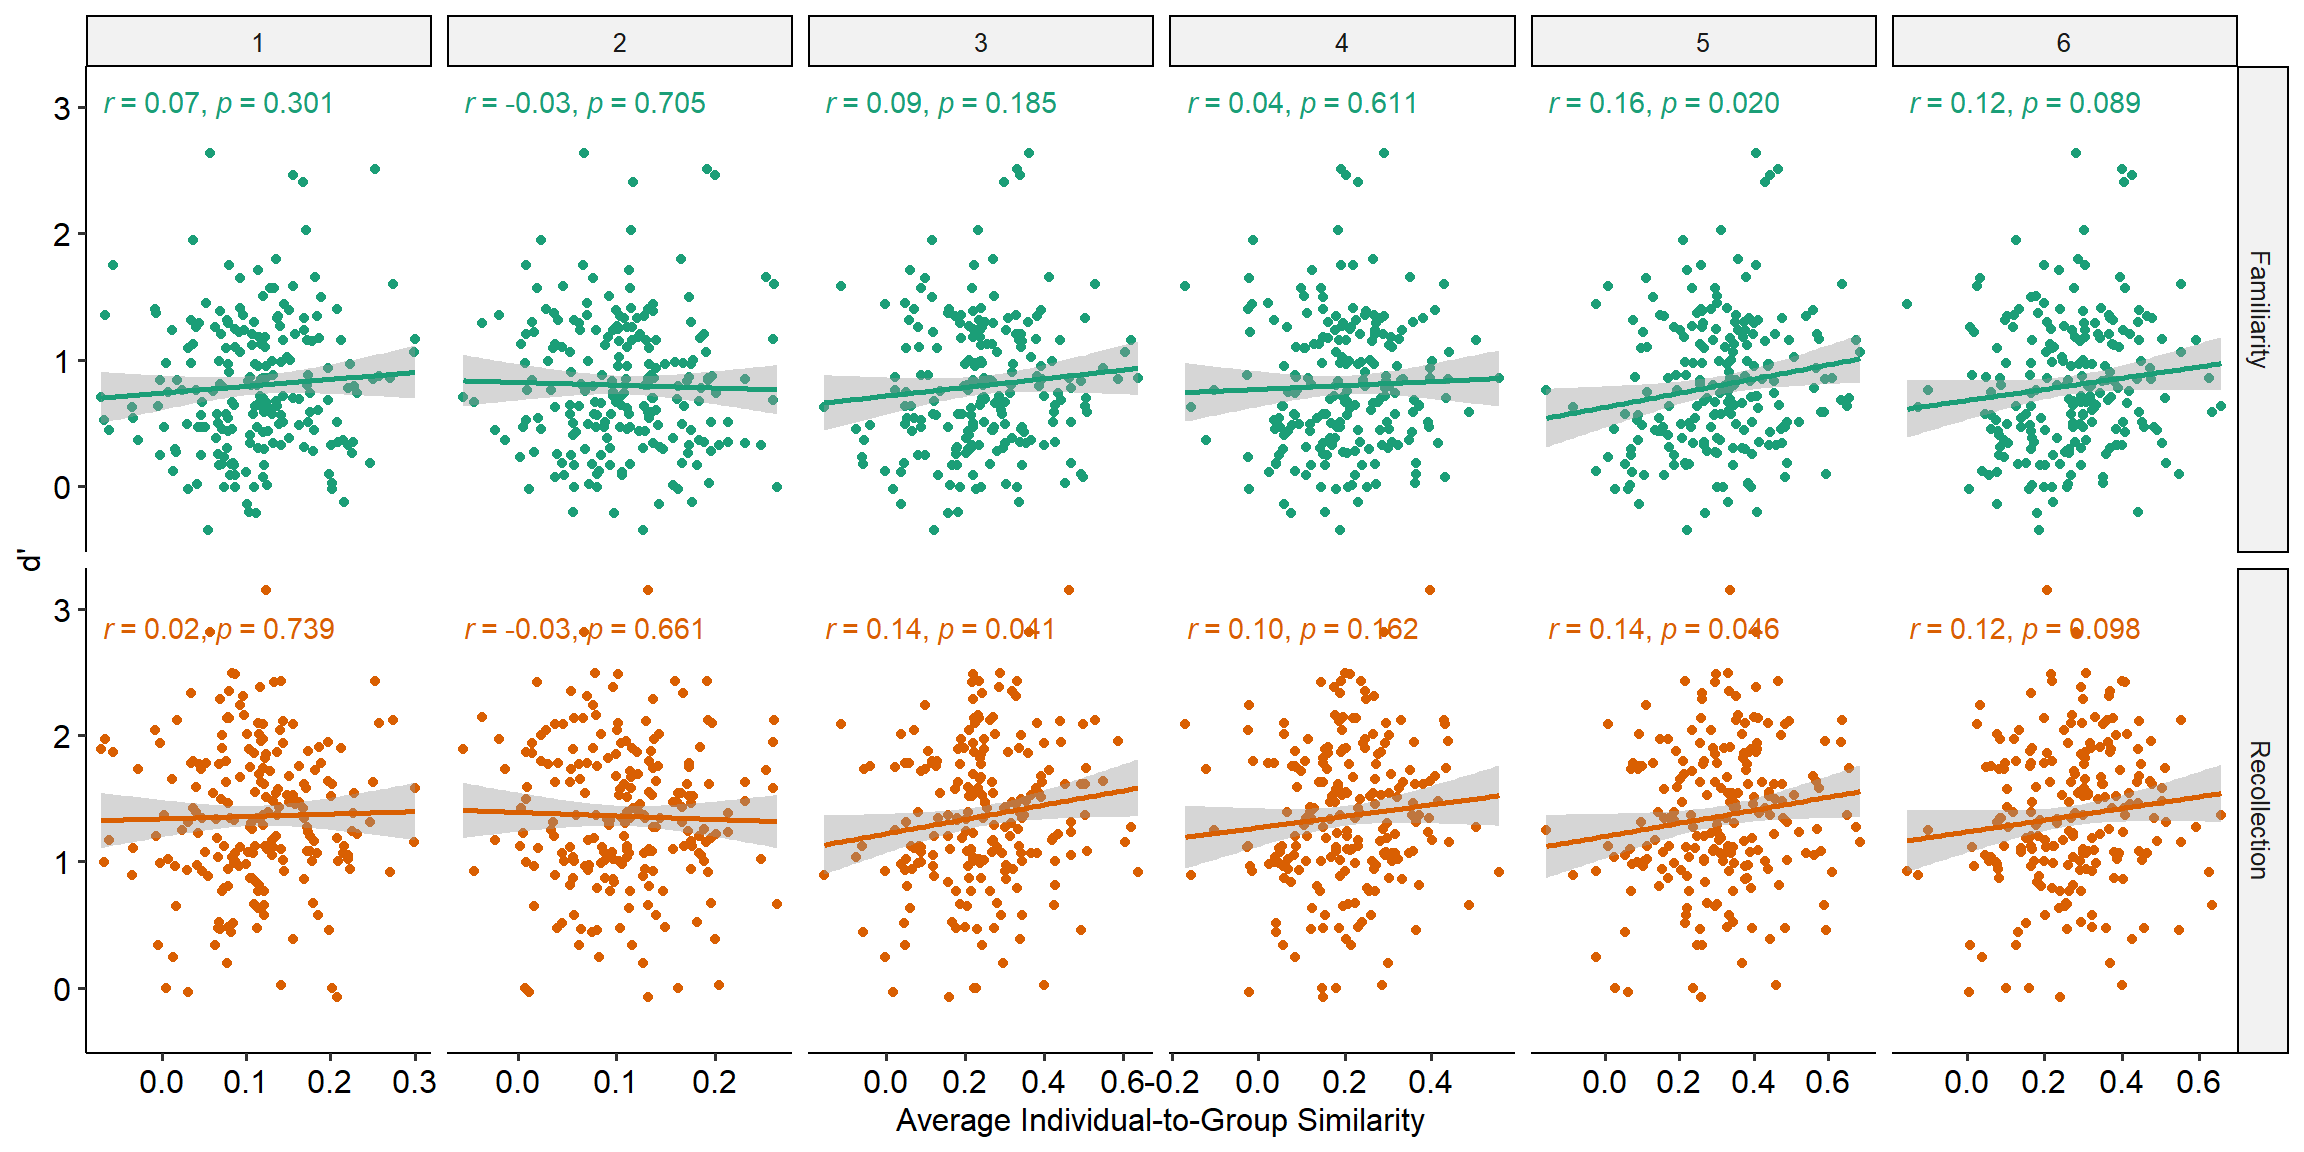 1 2 3 4 5 6
r = 0.07, p = 0.301 r = -0.03, p = 0.705 r = 0.09, p = 0.185 r = 0.04, p = 0.611 r = 0.16, p = 0.020 r = 0.12, p = 0.089
3
2
1
0
Familiarity
d'
r = 0.02, p = 0.739 r = -0.03, p = 0.661 r = 0.14, p = 0.041 r = 0.10, p = 0.162 r = 0.14, p = 0.046 r = 0.12, p = 0.098
3
2
1
0
Recollection
0.0 0.1 0.2 0.3 0.0 0.1 0.2 0.0 0.2 0.4 0.6 -0.2 0.0 0.2 0.4 0.0 0.2 0.4 0.6 0.0 0.2 0.4 0.6
Average Individual-to-Group Similarity